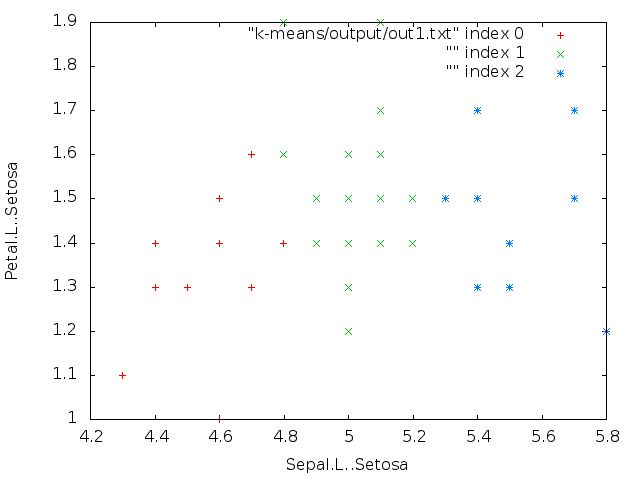 "k-means/output/out1.txt" index 0
"" index 1
"" index 2
1.9
1.8
1.7
1.6
1.5
1.4
1.3
1.2
1.1
1
Petal.L..Setosa
4.2 4.4 4.6 4.8 5 5.2 5.4 5.6 5.8
Sepal.L..Setosa